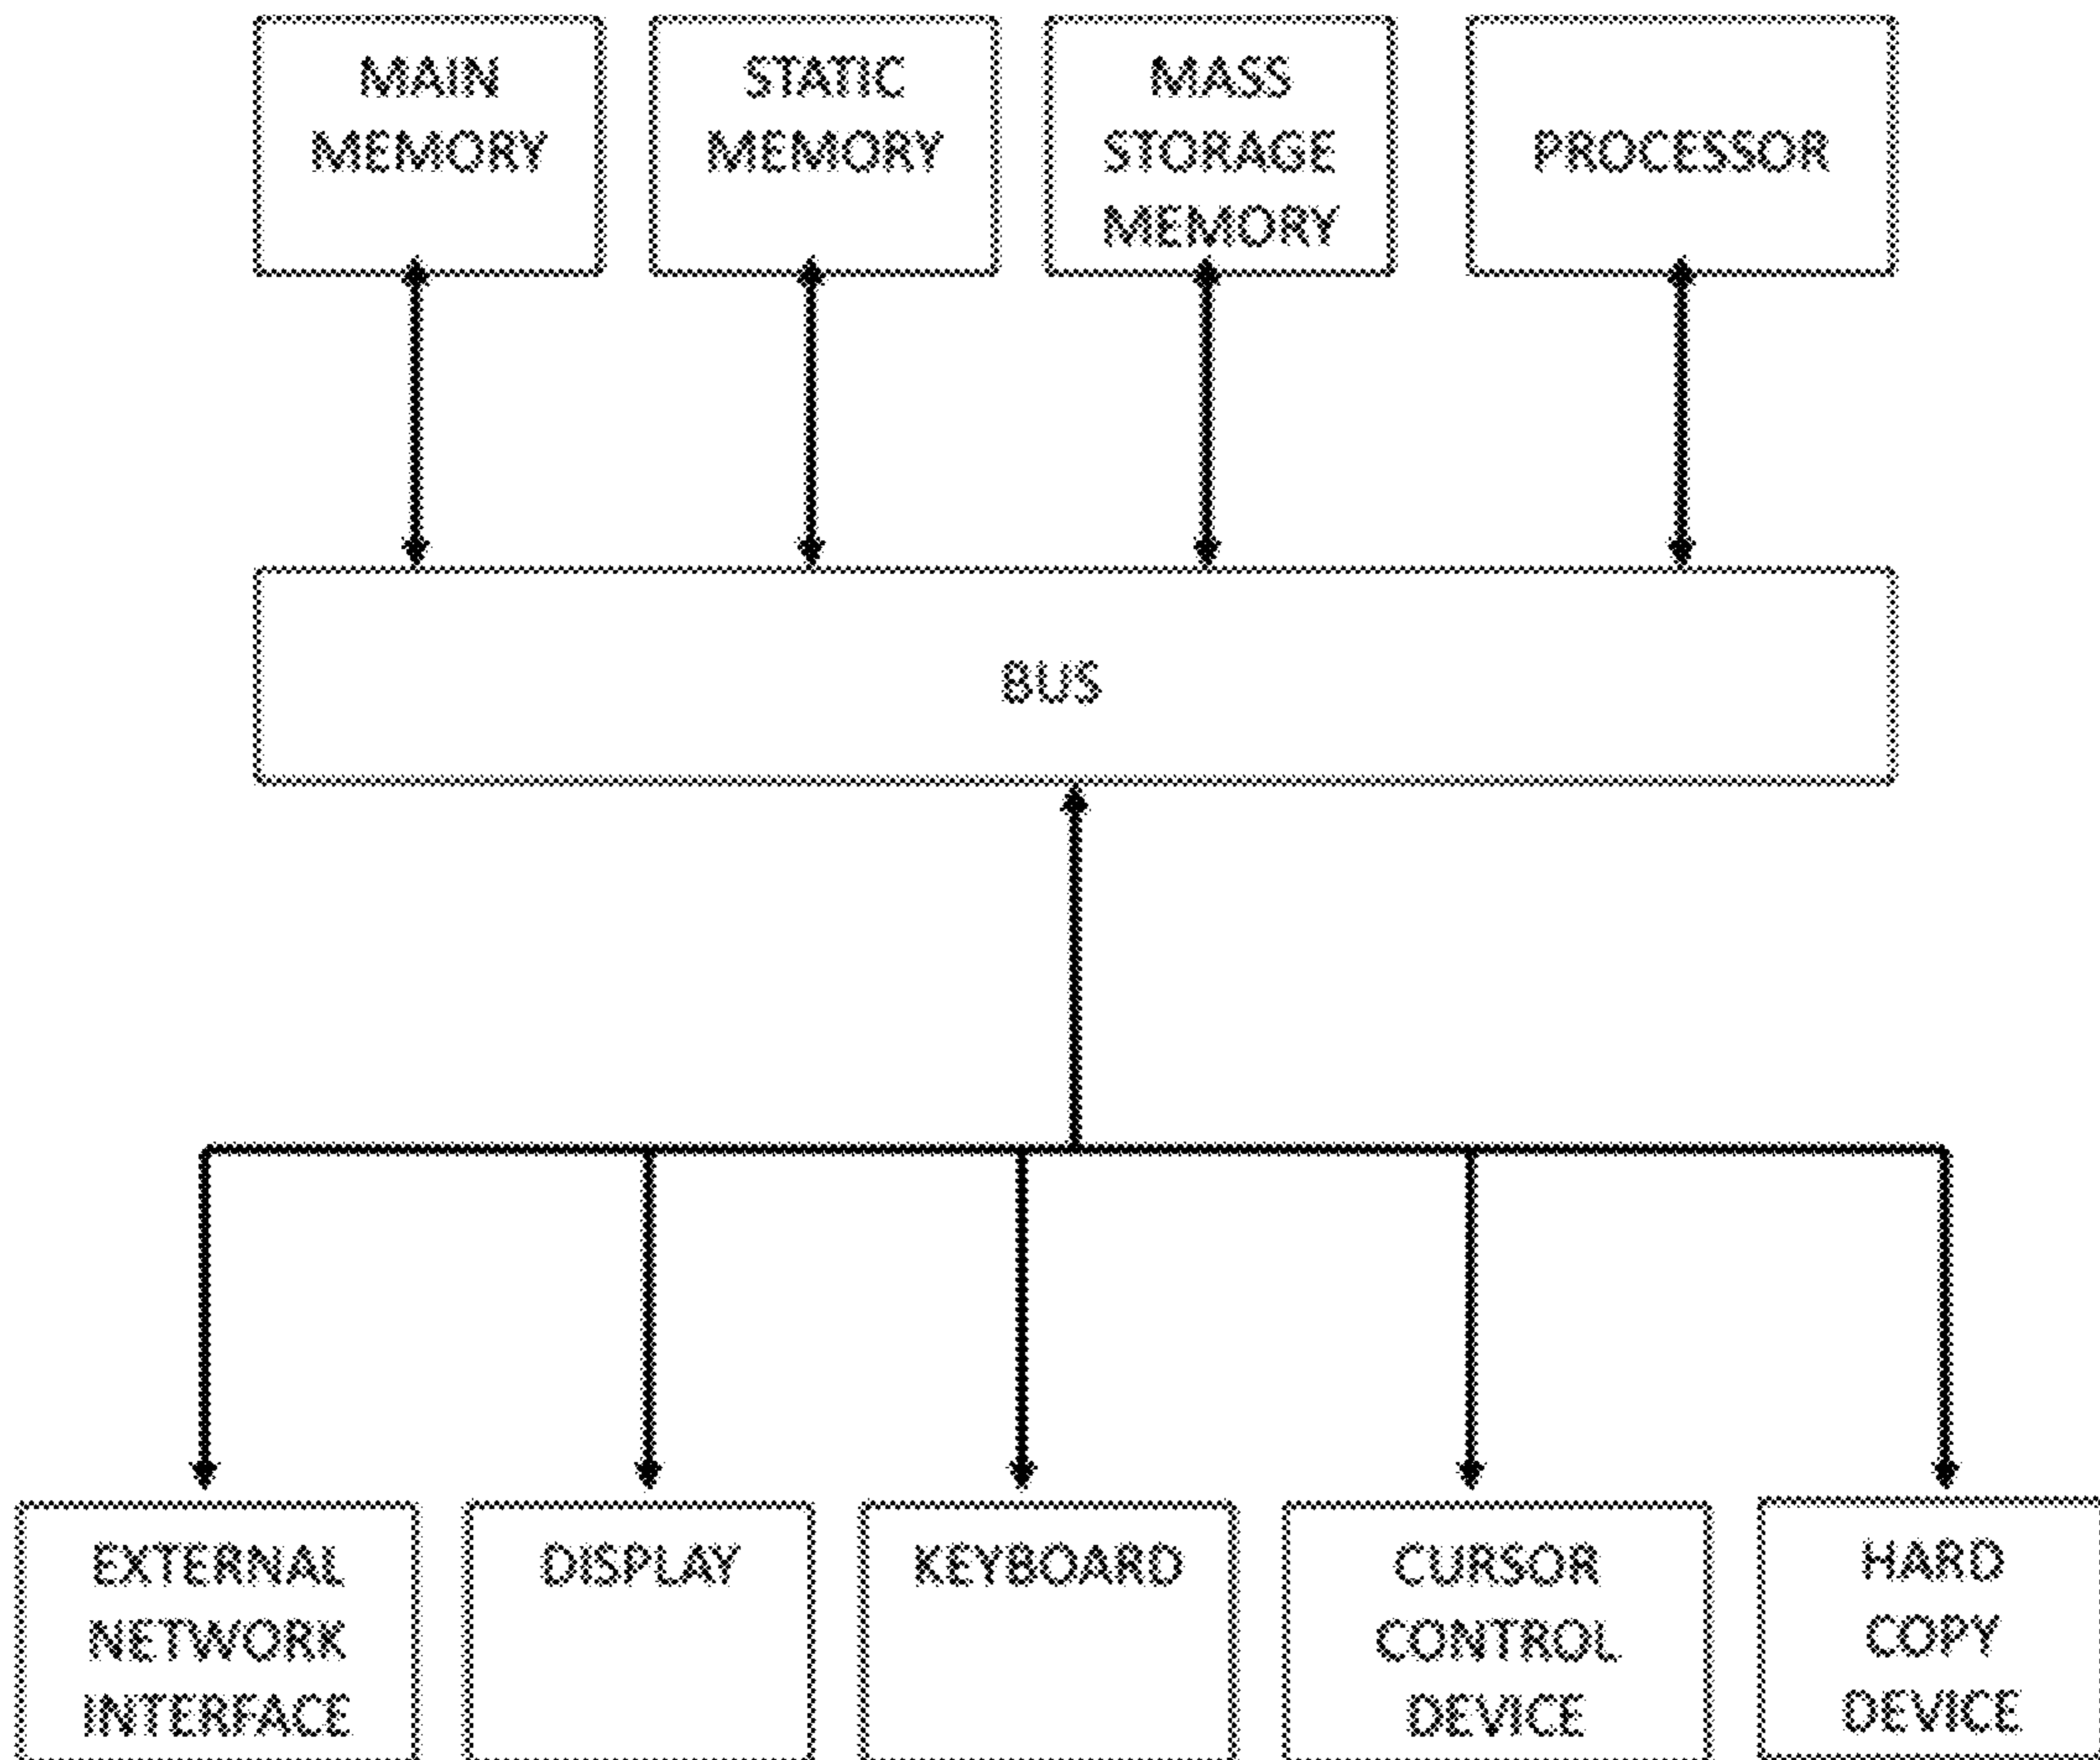 MAIN
MEMORY
STATIC
MEMORY
MASS
STORAGE
MEMORY
PROCESSOR
BUS
EXTERNAL
NETWORK
INTERFACE
DISPLAY
KEYBOARD
CURSOR
CONTROL
DEVICE
HARD
COPY
DEVICE